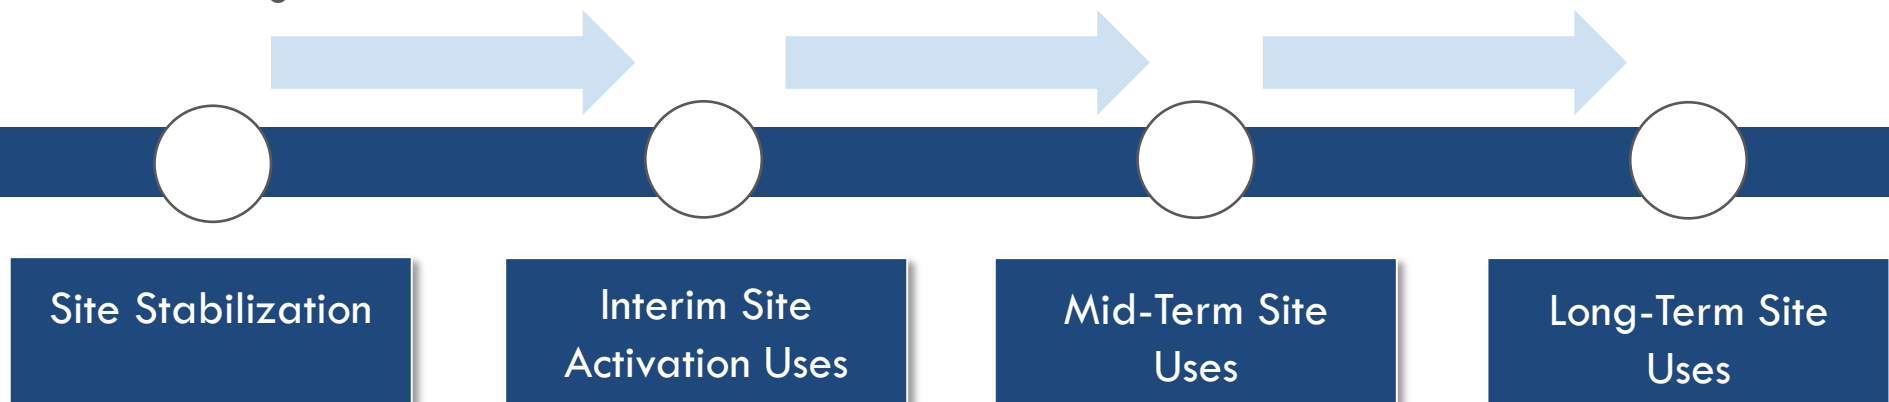 Site Stabilization
Interim Site
Activation Uses
Mid-Term Site
Uses
Long-Term Site
Uses